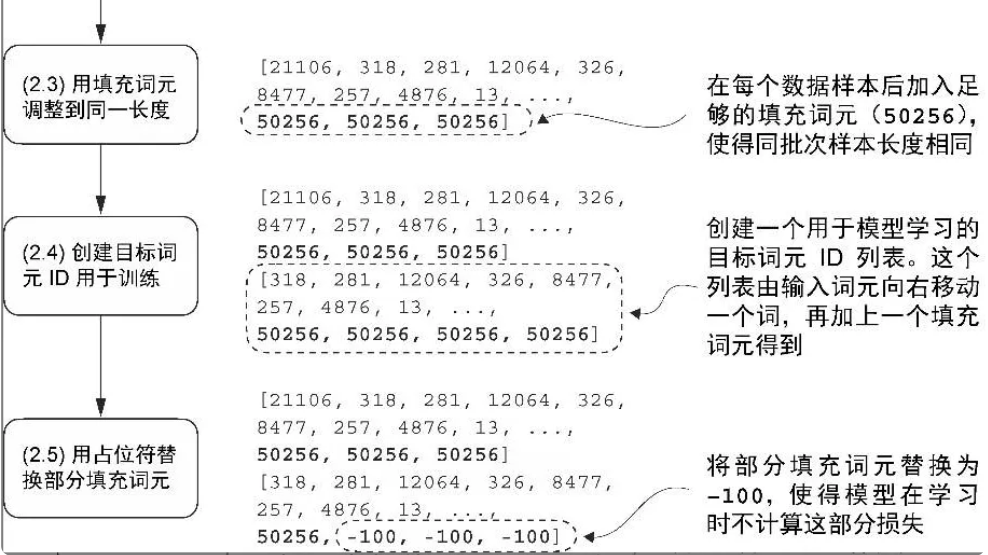 (2.3) 用填充词元
调整到同一长度
[21106, 318, 281, 12064, 326,
8477, 257, 4876, 13, ...,
50256, 50256, 50256]
在每个数据样本后加入足
够的填充词元（50256），
使得同批次样本长度相同
(2.4) 创建目标词
元 ID 用于训练
[21106, 318, 281, 12064, 326,
8477, 257, 4876, 13, ...,
50256, 50256, 50256]
[318, 281, 12064, 326, 8477,
257, 4876, 13, ...,
50256, 50256, 50256, 50256]
创建一个用于模型学习的
目标词元 ID 列表。这个
列表由输入词元向右移动
一个词，再加上一个填充
词元得到
(2.5) 用占位符替
换部分填充词元
[21106, 318, 281, 12064, 326,
8477, 257, 4876, 13, ...,
50256, 50256, 50256]
[318, 281, 12064, 326, 8477,
257, 4876, 13, ...,
50256, -100, -100, -100]
将部分填充词元替换为
-100，使得模型在学习
时不计算这部分损失